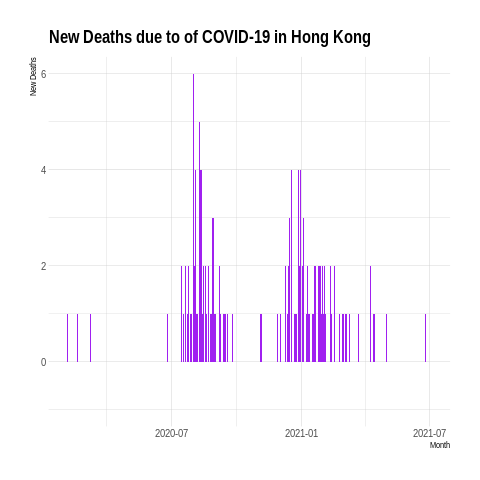 New Deaths due to of COVID-19 in Hong Kong
New Deaths
6
4
2
0
2020-07
2021-01
2021-07
Month